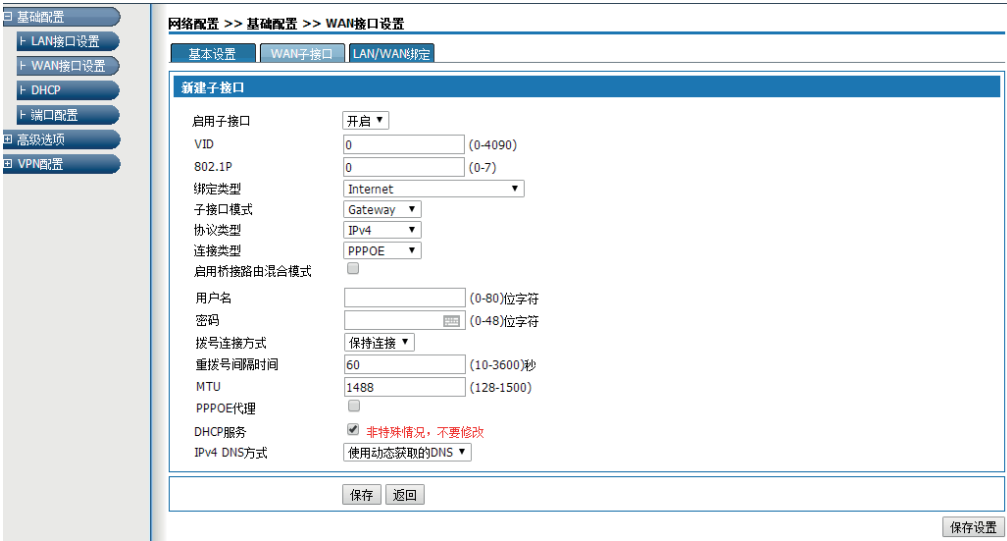 基础配置
LAN接口设置
WAN接口设置
DHCP
端口配置
高级选项
VPN配置
网络配置 >> 基础配置 >> WAN接口设置
基本设置 WAN子接口 LAN/WAN绑定
新建子接口
启用子接口 开启
VID 0 (0-4090)
802.1P 0 (0-7)
绑定类型 Internet
子接口模式 Gateway
协议类型 IPv4
连接类型 PPPOE
启用桥接路由混合模式
用户名 (0-80)位字符
密码 (0-48)位字符
拨号连接方式 保持连接
重拨号间隔时间 60 (10-3600)秒
MTU 1488 (128-1500)
PPPOE代理
DHCP服务 非特殊情况，不要修改
IPv4 DNS方式 使用动态获取的DNS
保存 返回
保存设置